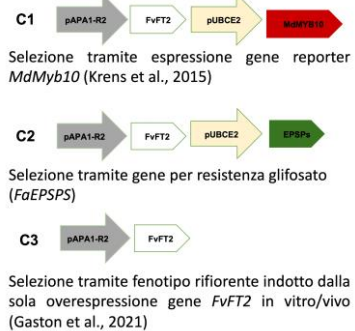 C1 pAPA1-R2 FvFT2 pUBCE2 MdMYB10
Selezione tramite espressione gene reporter
MdMyb10 (Krens et al., 2015)
C2 pAPA1-R2 FvFT2 pUBCE2 EPSPs
Selezione tramite gene per resistenza glifosato
(FaEPSPS)
C3 pAPA1-R2 FvFT2
Selezione tramite fenotipo rifiorente indotto dalla
sola overespressione gene FvFT2 in vitro/vivo
(Gaston et al., 2021)